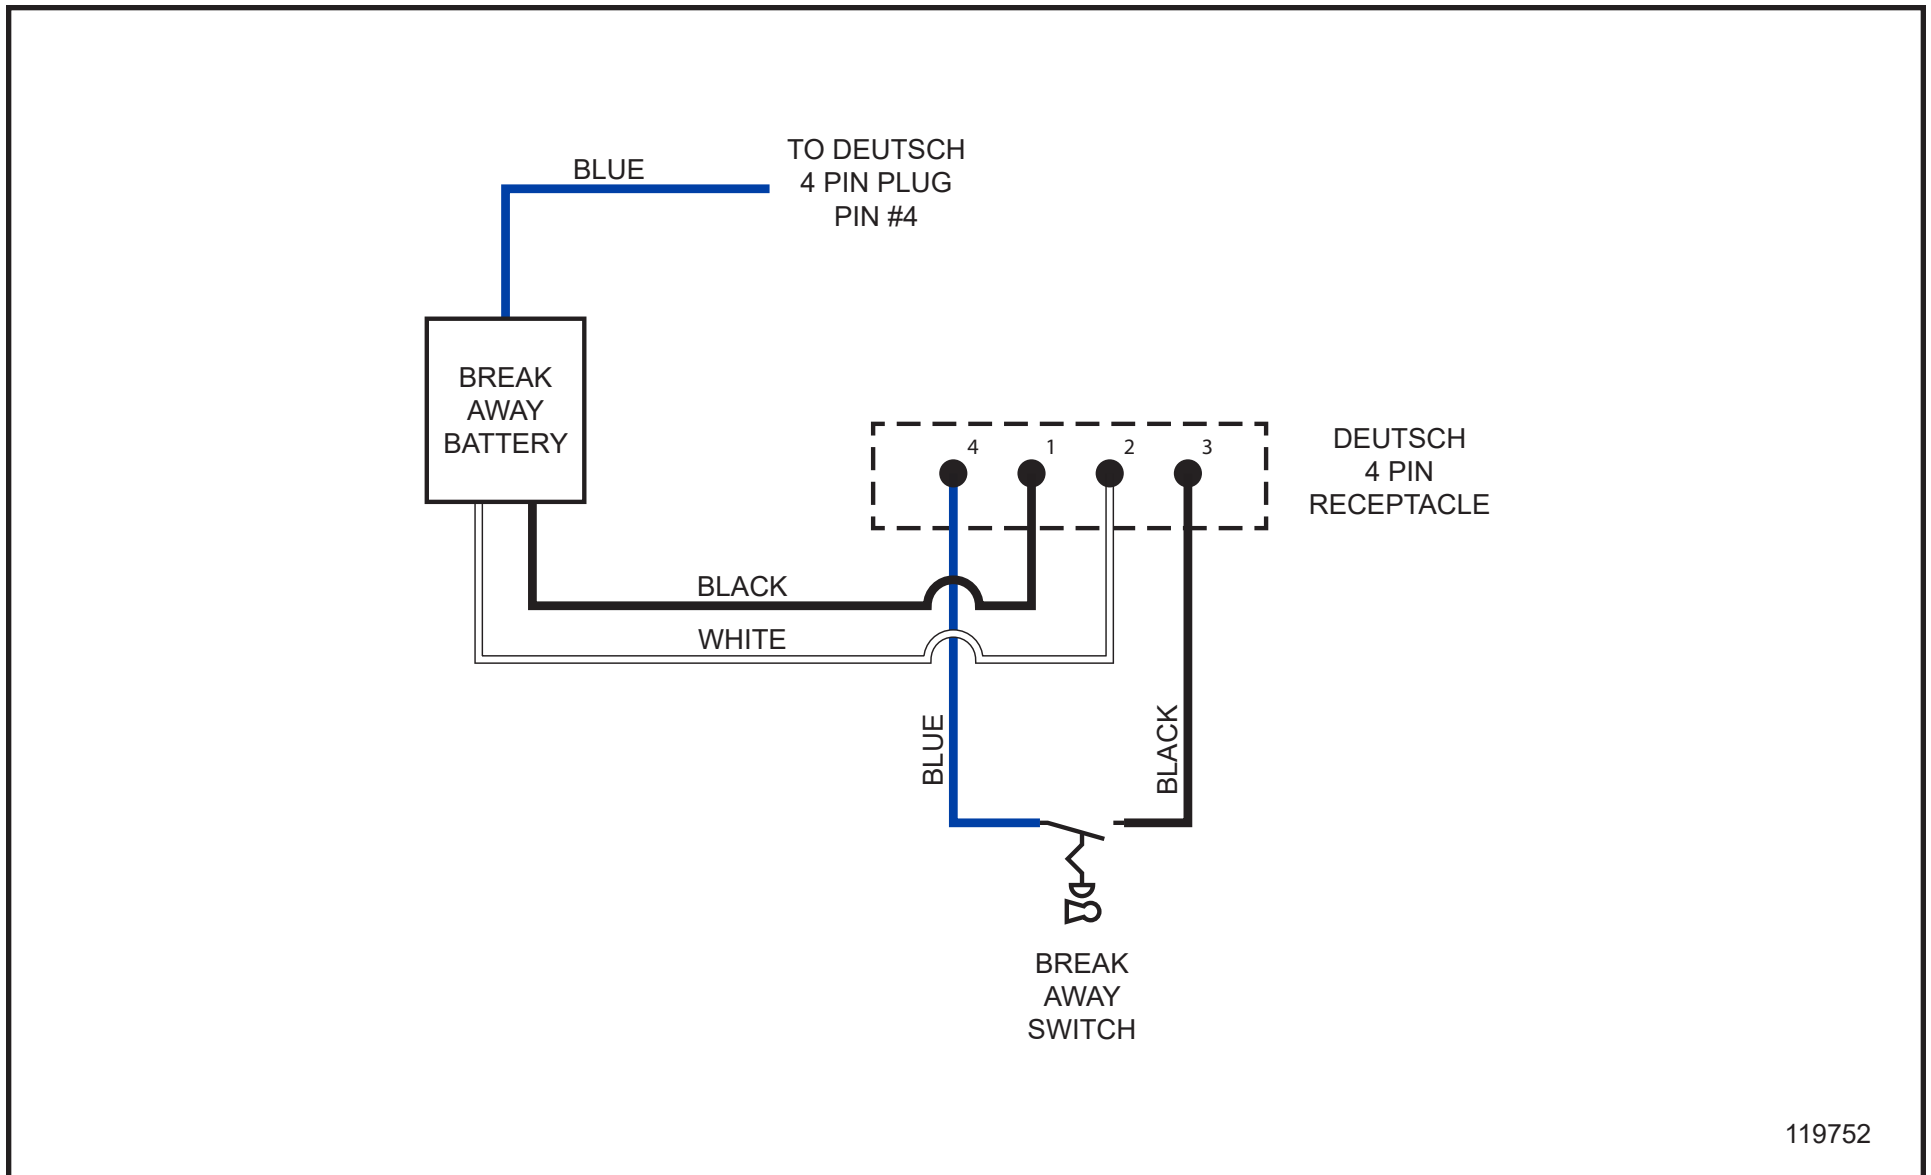 BLUE
TO DEUTSCH
4 PIN PLUG
PIN #4
BREAK
AWAY
BATTERY
4
1
2
3
DEUTSCH
4 PIN
RECEPTACLE
BLACK
WHITE
BLUE
BLACK
BREAK
AWAY
SWITCH
119752